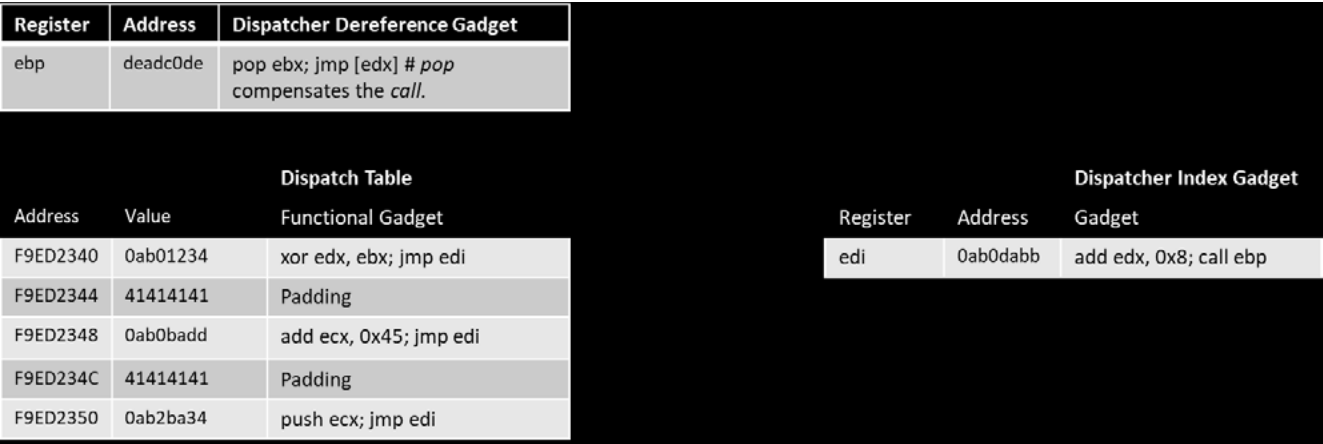 Register Address Dispatcher Dereference Gadget
ebp deadc0de pop ebx; jmp [edx] # pop
compensates the call.
Dispatch Table
Address Value Functional Gadget
F9ED2340 0ab01234 xor edx, ebx; jmp edi
F9ED2344 41414141 Padding
F9ED2348 0ab0badd add ecx, 0x45; jmp edi
F9ED234C 41414141 Padding
F9ED2350 0ab2ba34 push ecx; jmp edi
Dispatcher Index Gadget
Register Address Gadget
edi 0ab0dabb add edx, 0x8; call ebp